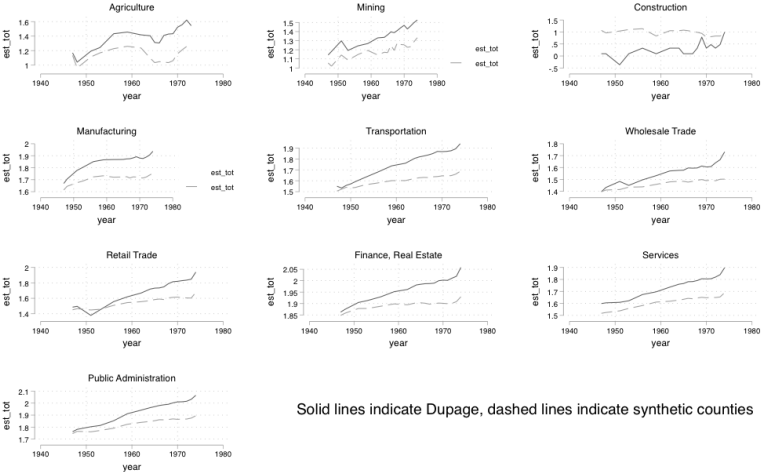 Agriculture
est_tot
1.6
1.4
1.2
1
1940 1950 1960 1970 1980
year
Mining
est_tot
1.5
1.4
1.3
1.2
1.1
1
1940 1950 1960 1970 1980
year
est_tot
est_tot
Construction
est_tot
1.5
1
.5
0
-.5
1940 1950 1960 1970 1980
year
Manufacturing
est_tot
2
1.9
1.8
1.7
1.6
1940 1950 1960 1970 1980
year
est_tot
est_tot
Transportation
est_tot
1.9
1.8
1.7
1.6
1.5
1940 1950 1960 1970 1980
year
Wholesale Trade
est_tot
1.8
1.7
1.6
1.5
1.4
1940 1950 1960 1970 1980
year
Retail Trade
est_tot
2
1.8
1.6
1.4
1940 1950 1960 1970 1980
year
Finance, Real Estate
est_tot
2.05
2
1.95
1.9
1.85
1940 1950 1960 1970 1980
year
Services
est_tot
1.9
1.8
1.7
1.6
1.5
1940 1950 1960 1970 1980
year
Public Administration
est_tot
2.1
2
1.9
1.8
1.7
1940 1950 1960 1970 1980
year
Solid lines indicate Dupage, dashed lines indicate synthetic counties